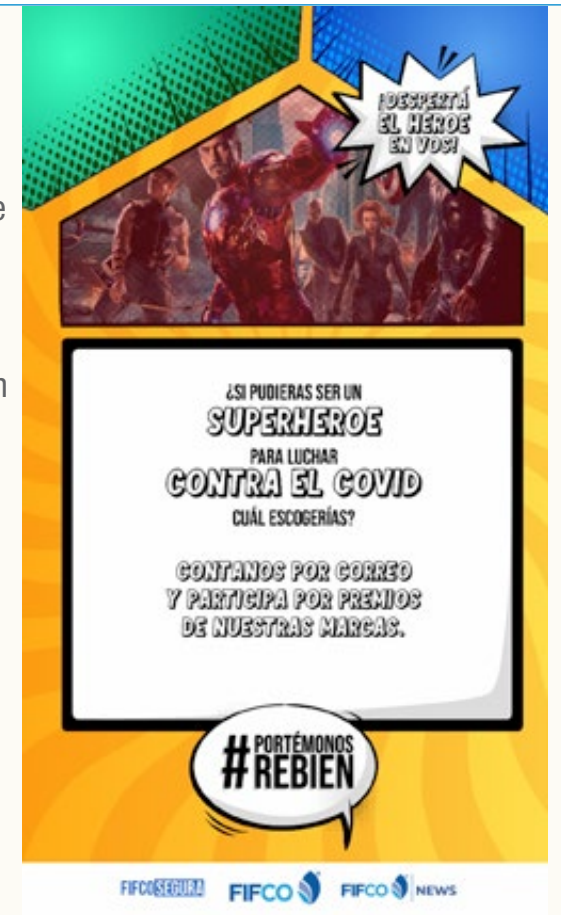 ¡DESPERTÁ
EL HEROE
EN VOS!
e
n
¿SI PUDIERAS SER UN
SUPERHEROE
PARA LUCHAR
CONTRA EL COVID
CUÁL ESCOGERÍAS?
CONTANOS POR CORREO
Y PARTICIPA POR PREMIOS
DE NUESTRAS MARCAS.
#PORTÉMONOS
REBIEN
FIFCOSEGURA FIFCO FIFCO NEWS